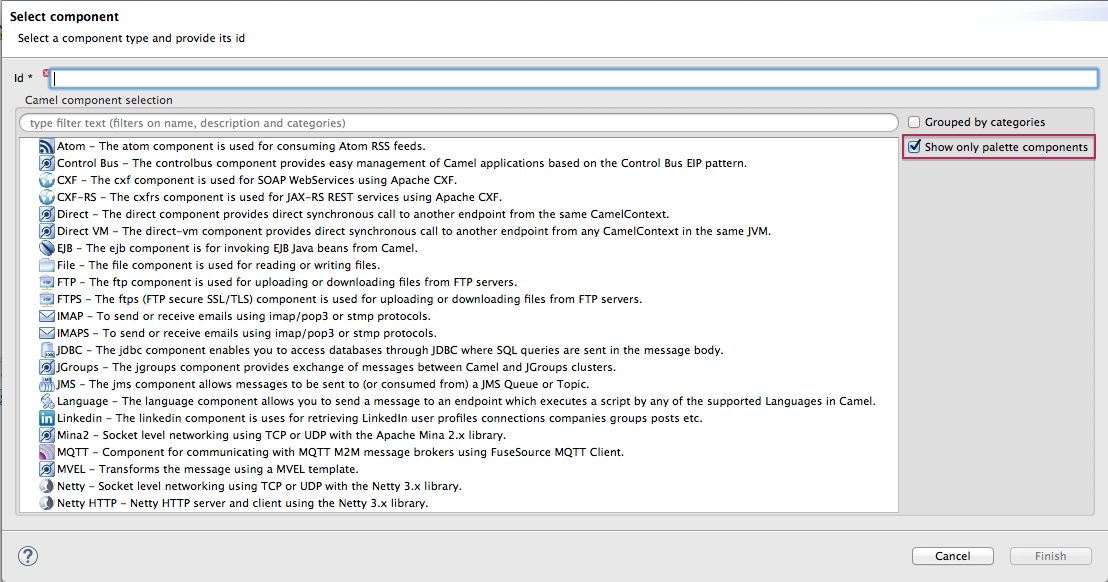 Select component
Select a component type and provide its id
Id *
Camel component selection
type filter text (filters on name, description and categories)
Grouped by categories
Show only palette components
Atom – The atom component is used for consuming Atom RSS feeds.
Control Bus – The controlbus component provides easy management of Camel applications based on the Control Bus EIP pattern.
CXF – The cxf component is used for SOAP WebServices using Apache CXF.
CXF-RS – The cxfrs component is used for JAX-RS REST services using Apache CXF.
Direct – The direct component provides direct synchronous call to another endpoint from the same CamelContext.
Direct VM – The direct-vm component provides direct synchronous call to another endpoint from any CamelContext in the same JVM.
EJB – The ejb component is for invoking EJB Java beans from Camel.
File – The file component is used for reading or writing files.
FTP – The ftp component is used for uploading or downloading files from FTP servers.
FTPS – The ftps (FTP secure SSL/TLS) component is used for uploading or downloading files from FTP servers.
IMAP – To send or receive emails using imap/pop3 or stmp protocols.
IMAPS – To send or receive emails using imap/pop3 or stmp protocols.
JDBC – The jdbc component enables you to access databases through JDBC where SQL queries are sent in the message body.
JGroups – The jgroups component provides exchange of messages between Camel and JGroups clusters.
JMS – The jms component allows messages to be sent to (or consumed from) a JMS Queue or Topic.
Language – The language component allows you to send a message to an endpoint which executes a script by any of the supported Languages in Camel.
Linkedin – The linkedin component is uses for retrieving LinkedIn user profiles connections companies groups posts etc.
Mina2 – Socket level networking using TCP or UDP with the Apache Mina 2.x library.
MQTT – Component for communicating with MQTT M2M message brokers using FuseSource MQTT Client.
MVEL – Transforms the message using a MVEL template.
Netty – Socket level networking using TCP or UDP with the Netty 3.x library.
Netty HTTP – Netty HTTP server and client using the Netty 3.x library.
?
Cancel
Finish